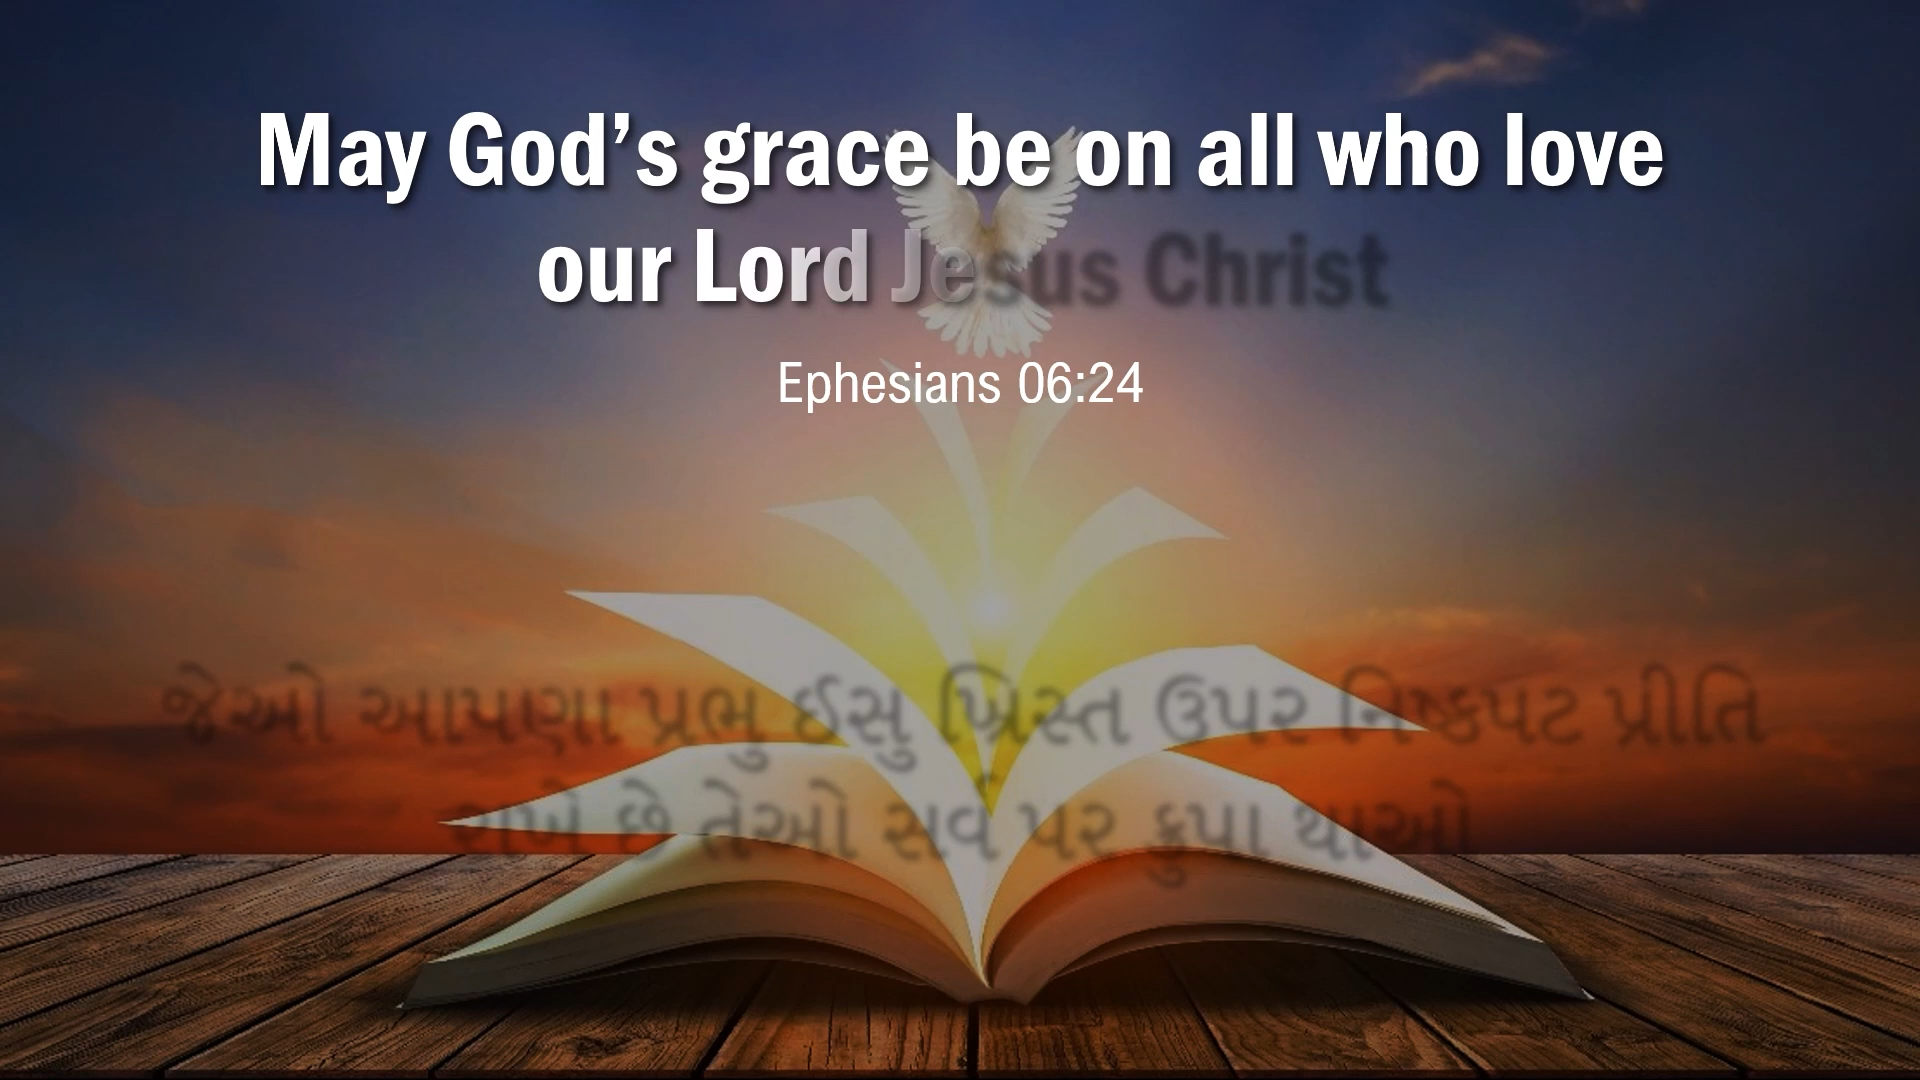 May God’s grace be on all who love
our Lord Jesus Christ
Ephesians 06:24
જેઓ આપણા પ્રભુ ઈસુ ખ્રિસ્ત ઉપર નિષ્કપટ પ્રીતિ
રાખે છે તેઓ સર્વ પર કૃપા થાઓ